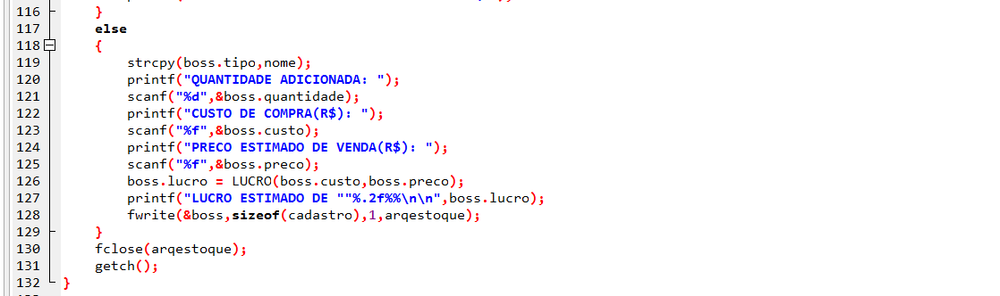 116 }
117 else
118 {
119 strcpy(boss.tipo,nome);
120 printf("QUANTIDADE ADICIONADA: ");
121 scanf("%d",&boss.quantidade);
122 printf("CUSTO DE COMPRA(R$): ");
123 scanf("%f",&boss.custo);
124 printf("PRECO ESTIMADO DE VENDA(R$): ");
125 scanf("%f",&boss.preco);
126 boss.lucro = LUCRO(boss.custo,boss.preco);
127 printf("LUCRO ESTIMADO DE ""%.2f%%\n\n",boss.lucro);
128 fwrite(&boss,sizeof(cadastro),1,arqestoque);
129 }
130 fclose(arqestoque);
131 getch();
132 }